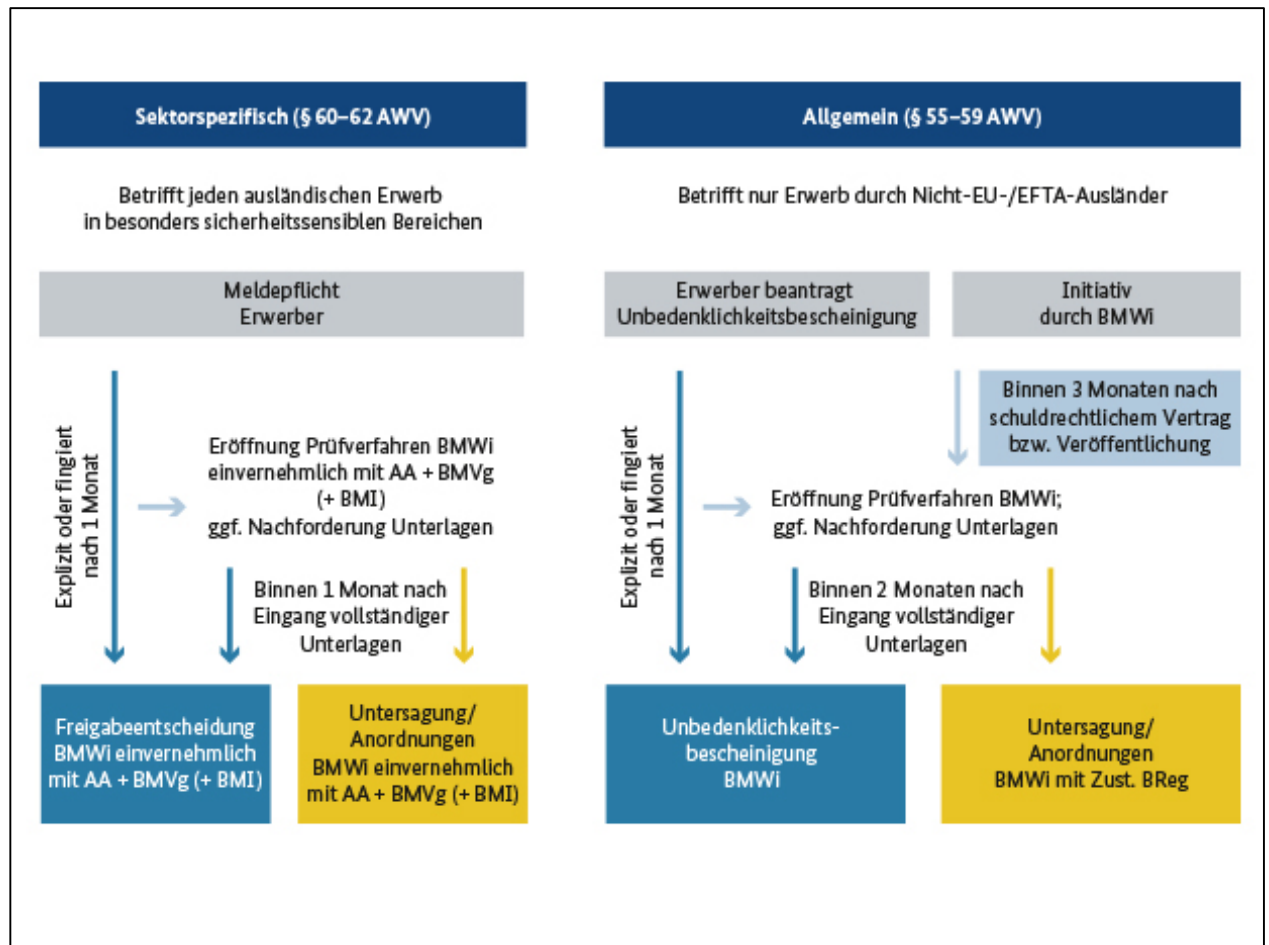 Sektorspezifisch (§ 60–62 AWV)
Betrifft jeden ausländischen Erwerb
in besonders sicherheitssensiblen Bereichen
Meldepflicht
Erwerber
Explizit oder fingiert
nach 1 Monat
Eröffnung Prüfverfahren BMWi
einvernehmlich mit AA + BMVg
(+ BMI)
ggf. Nachforderung Unterlagen
Binnen 1 Monat nach
Eingang vollständiger
Unterlagen
Freigabeentscheidung
BMWi einvernehmlich
mit AA + BMVg (+ BMI)
Untersagung/
Anordnungen
BMWi einvernehmlich
mit AA + BMVg (+ BMI)
Allgemein (§ 55–59 AWV)
Betrifft nur Erwerb durch Nicht-EU-/EFTA-Ausländer
Erwerber beantragt
Unbedenklichkeitsbescheinigung
Initiativ
durch BMWi
Binnen 3 Monaten nach
schuldrechtlichem Vertrag
bzw. Veröffentlichung
Explizit oder fingiert
nach 1 Monat
Eröffnung Prüfverfahren BMWi;
ggf. Nachforderung Unterlagen
Binnen 2 Monaten nach
Eingang vollständiger
Unterlagen
Unbedenklichkeits-
bescheinigung
BMWi
Untersagung/
Anordnungen
BMWi mit Zust. BReg